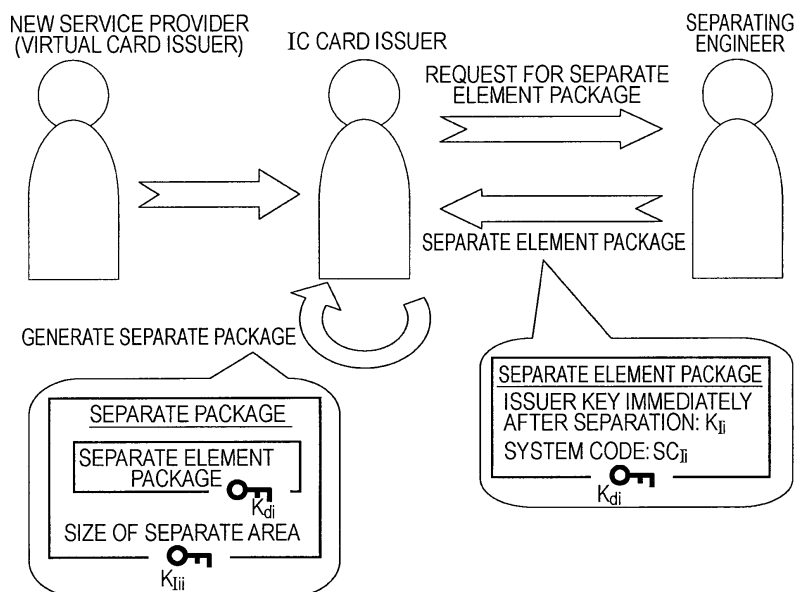 NEW SERVICE PROVIDER
(VIRTUAL CARD ISSUER)
IC CARD ISSUER
SEPARATING
ENGINEER
REQUEST FOR SEPARATE
ELEMENT PACKAGE
SEPARATE ELEMENT PACKAGE
GENERATE SEPARATE PACKAGE
SEPARATE PACKAGE
SEPARATE ELEMENT
PACKAGE
Kdi
SIZE OF SEPARATE AREA
KIii
SEPARATE ELEMENT PACKAGE
ISSUER KEY IMMEDIATELY
AFTER SEPARATION: KIi
SYSTEM CODE: SCIi
Kdi